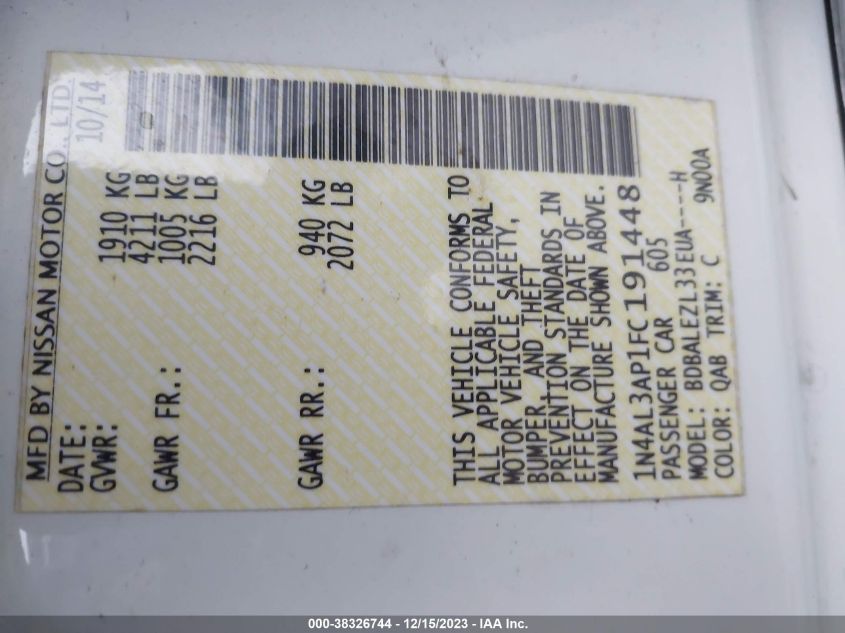 MFD BY NISSAN MOTOR CO., LTD.
DATE: 10/14
GVWR: 1910 KG
4211 LB
GAWR FR.: 1005 KG
2216 LB
GAWR RR.: 940 KG
2072 LB
THIS VEHICLE CONFORMS TO
ALL APPLICABLE FEDERAL
MOTOR VEHICLE SAFETY,
BUMPER, AND THEFT
PREVENTION STANDARDS IN
EFFECT ON THE DATE OF
MANUFACTURE SHOWN ABOVE.
1N4AL3AP1FC191448
PASSENGER CAR 605
MODEL: BDBALEZL33EUA----H
COLOR: QAB TRIM: C 9N00A
000-38326744 - 12/15/2023 - IAA Inc.